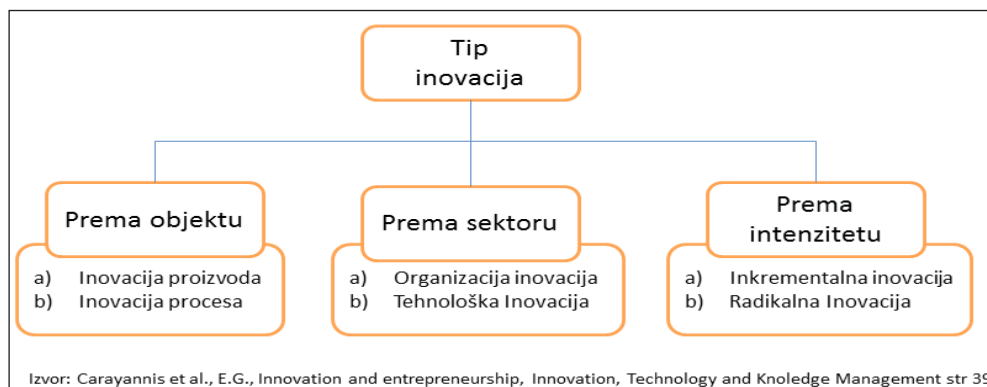 Tip
inovacija
Prema objektu
a) Inovacija proizvoda
b) Inovacija procesa
Prema sektoru
a) Organizacija inovacija
b) Tehnološka Inovacija
Prema
intenzitetu
a) Inkrementalna inovacija
b) Radikalna Inovacija
Izvor: Carayannis et al., E.G., Innovation and entrepreneurship, Innovation, Technology and Knoledge Management str 39